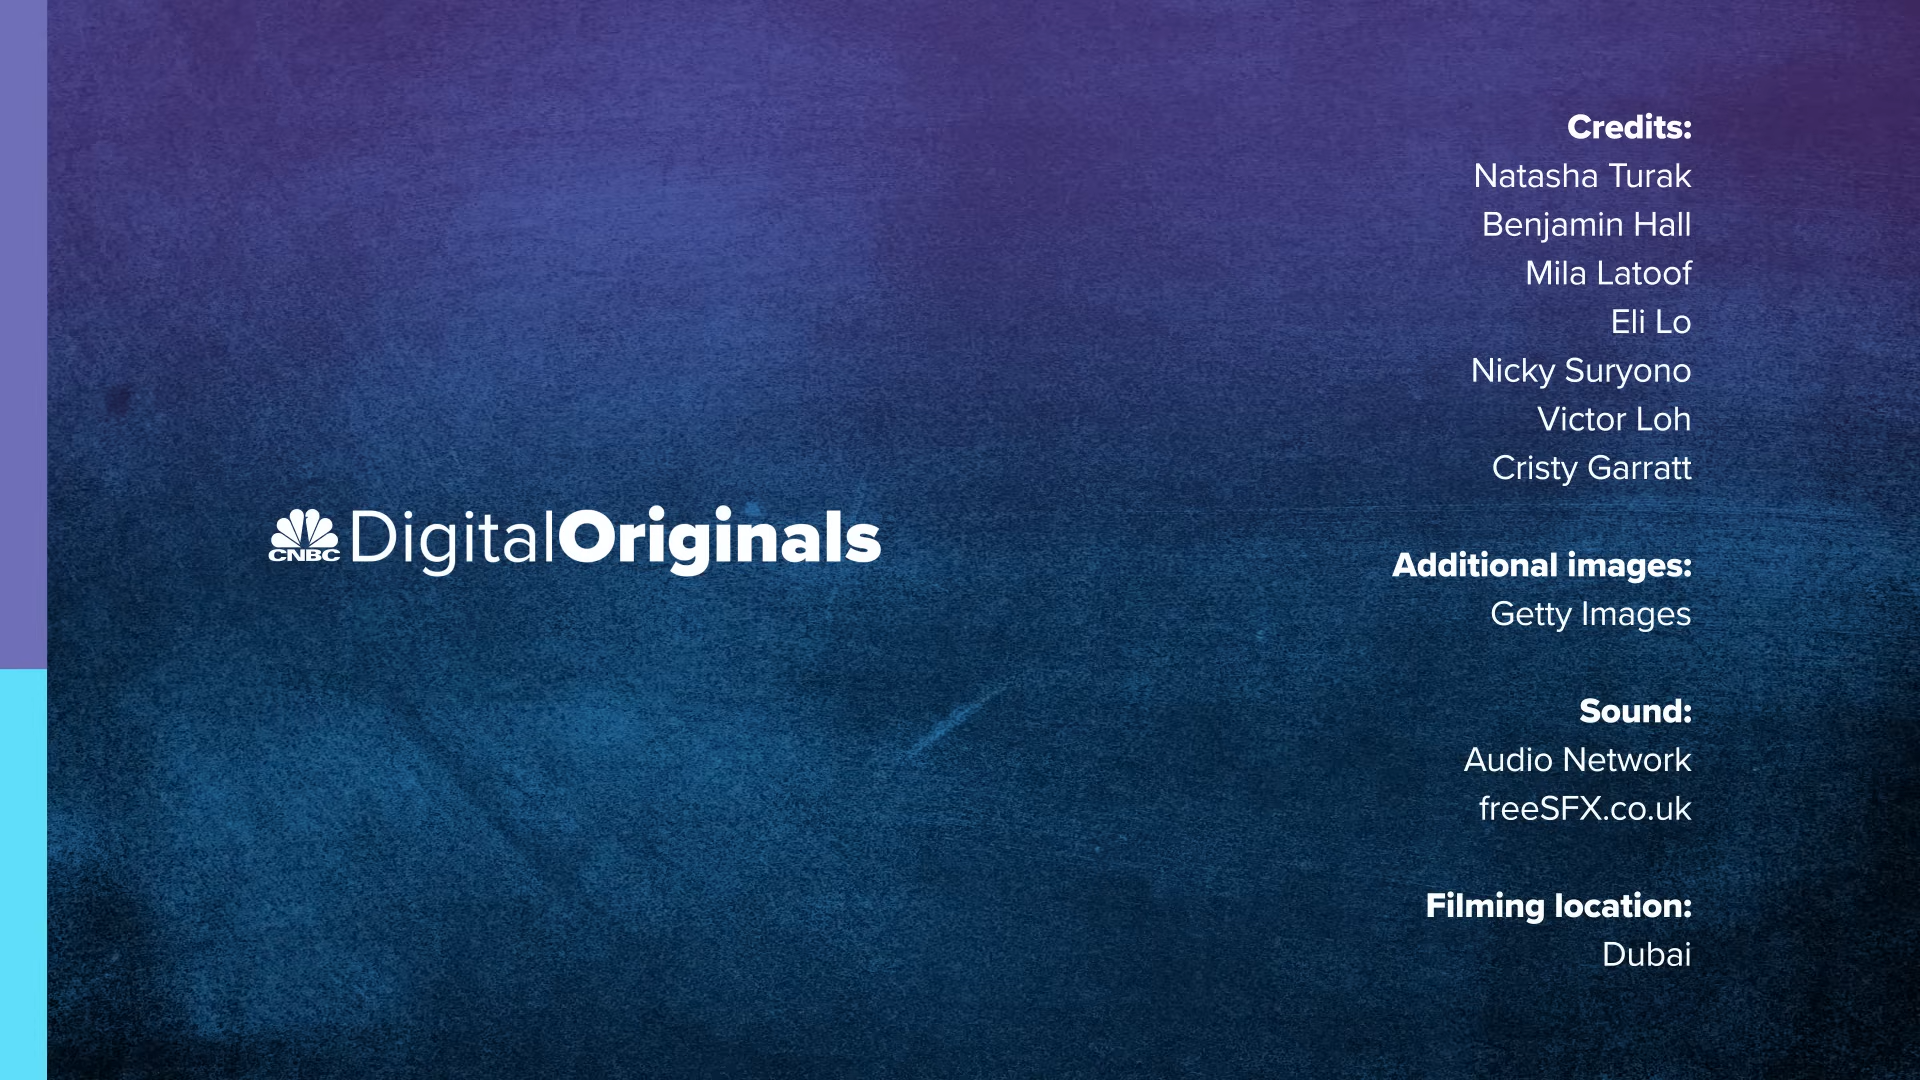 CNBC DigitalOriginals
Credits:
Natasha Turak
Benjamin Hall
Mila Latoof
Eli Lo
Nicky Suryono
Victor Loh
Cristy Garratt
Additional images:
Getty Images
Sound:
Audio Network
freeSFX.co.uk
Filming location:
Dubai